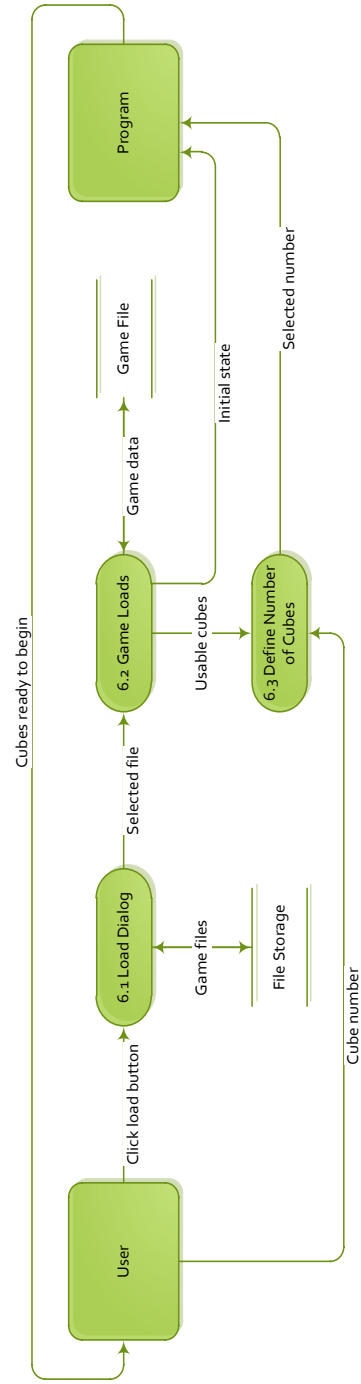 Cubes ready to begin
User
Click load button
6.1 Load Dialog
Selected file
6.2 Game Loads
Game data
Game File
Program
Game files
File Storage
Usable cubes
Initial state
6.3 Define Number
of Cubes
Selected number
Cube number